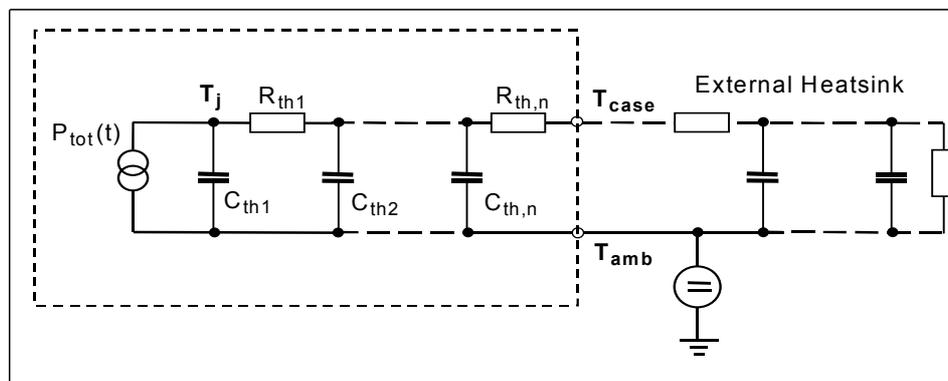 External Heatsink
T_j
R_th1
R_th,n
T_case
P_tot(t)
C_th1
C_th2
C_th,n
T_amb